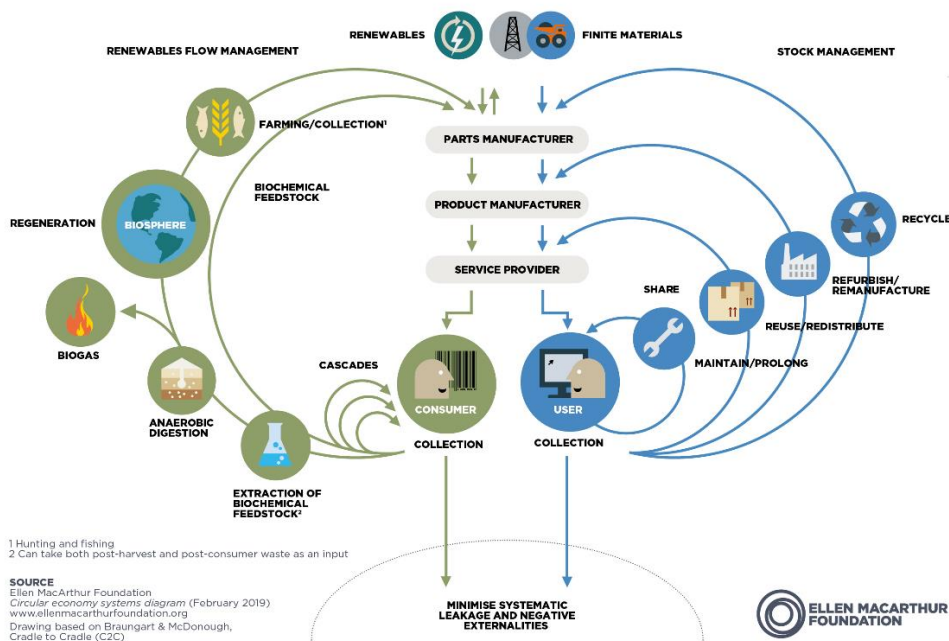 RENEWABLES
FINITE MATERIALS
RENEWABLES FLOW MANAGEMENT
STOCK MANAGEMENT
FARMING/COLLECTION¹
PARTS MANUFACTURER
BIOCHEMICAL
FEEDSTOCK
PRODUCT MANUFACTURER
REGENERATION
BIOSPHERE
RECYCLE
SERVICE PROVIDER
REFURBISH/
REMANUFACTURE
SHARE
REUSE/REDISTRIBUTE
BIOGAS
MAINTAIN/PROLONG
CASCADES
CONSUMER
USER
ANAEROBIC
DIGESTION
COLLECTION
COLLECTION
EXTRACTION OF
BIOCHEMICAL
FEEDSTOCK²
1 Hunting and fishing
2 Can take both post-harvest and post-consumer waste as an input
SOURCE
Ellen MacArthur Foundation
Circular economy systems diagram (February 2019)
www.ellenmacarthurfoundation.org
Drawing based on Braungart & McDonough,
Cradle to Cradle (C2C)
MINIMISE SYSTEMATIC
LEAKAGE AND NEGATIVE
EXTERNALITIES
ELLEN MACARTHUR
FOUNDATION